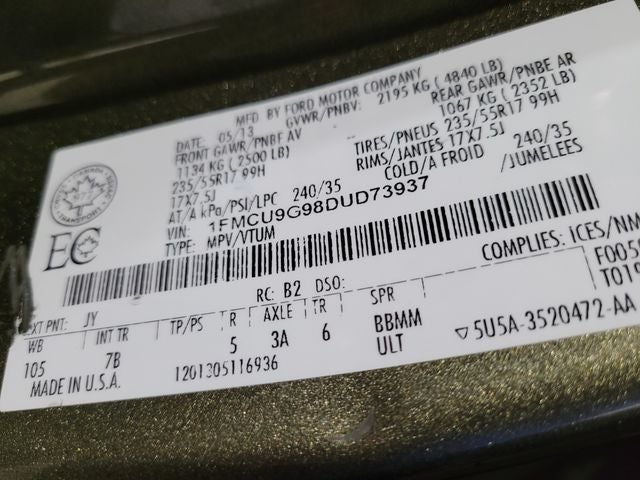 MFD BY FORD MOTOR COMPANY
DATE 05/13 GVWR/PNBV: 2195 KG ( 4840 LB)
FRONT GAWR/PNBF AV REAR GAWR/PNBE AR
1134 KG (2500 LB) 1067 KG ( 2352 LB)
235/55R17 99H TIRES/PNEUS 235/55R17 99H
17X7.5J RIMS/JANTES 17X7.5J
AT/A kPa/PSI/LPC 240/35 COLD/A FROID 240/35
VIN: 1FMCU9G98DUD73937 /JUMELEES
TYPE: MPV/VTUM
EC
COMPLIES: ICES/NM
F005
T010
RC: B2 DSO:
EXT PNT: JY
WB INT TR TP/PS R AXLE TR SPR
105 7B 5 3A 6 BBMM
ULT
5U5A-3520472-AA
MADE IN U.S.A. 1201305116936